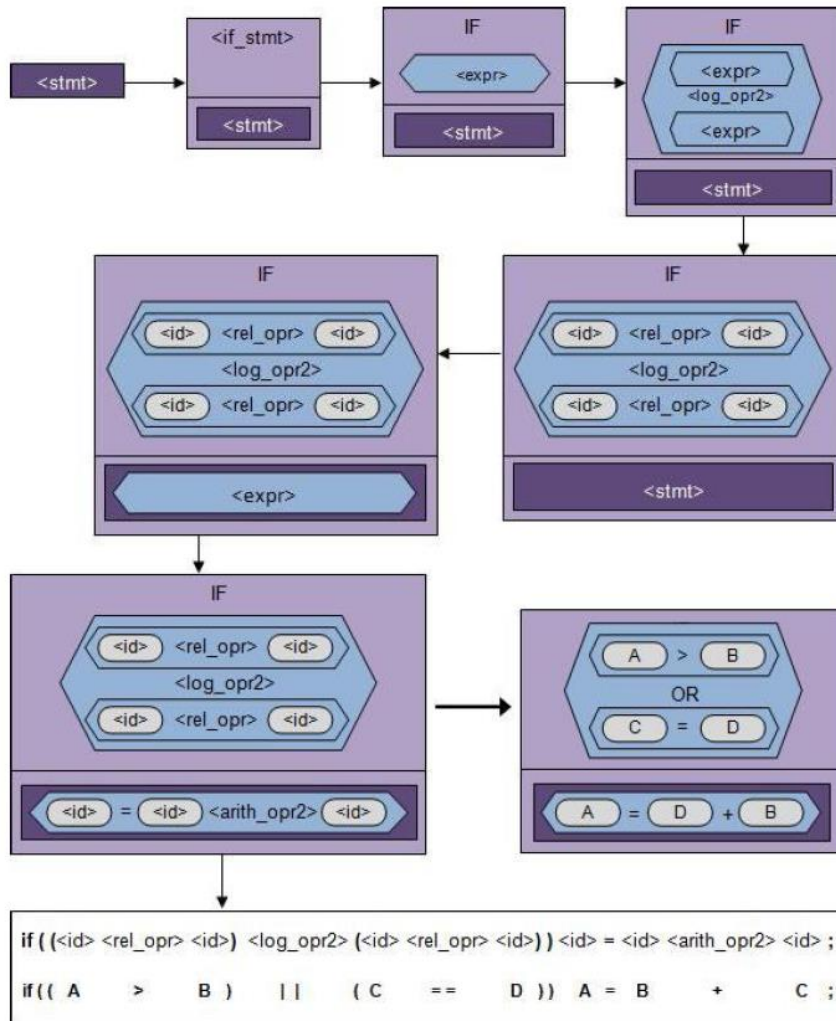 <stmt>
<if_stmt>
<stmt>
IF
<expr>
<stmt>
IF
<expr>
<log_opr2>
<expr>
<stmt>
IF
<id> <rel_opr> <id>
<log_opr2>
<id> <rel_opr> <id>
<stmt>
IF
<id> <rel_opr> <id>
<log_opr2>
<id> <rel_opr> <id>
<expr>
IF
<id> <rel_opr> <id>
<log_opr2>
<id> <rel_opr> <id>
<id> = <id> <arith_opr2> <id>
A > B
OR
C = D
A = D + B
if ( (<id> <rel_opr> <id>) <log_opr2> (<id> <rel_opr> <id>) ) <id> = <id> <arith_opr2> <id> ;
if ( ( A > B ) | | ( C == D ) ) A = B + C ;